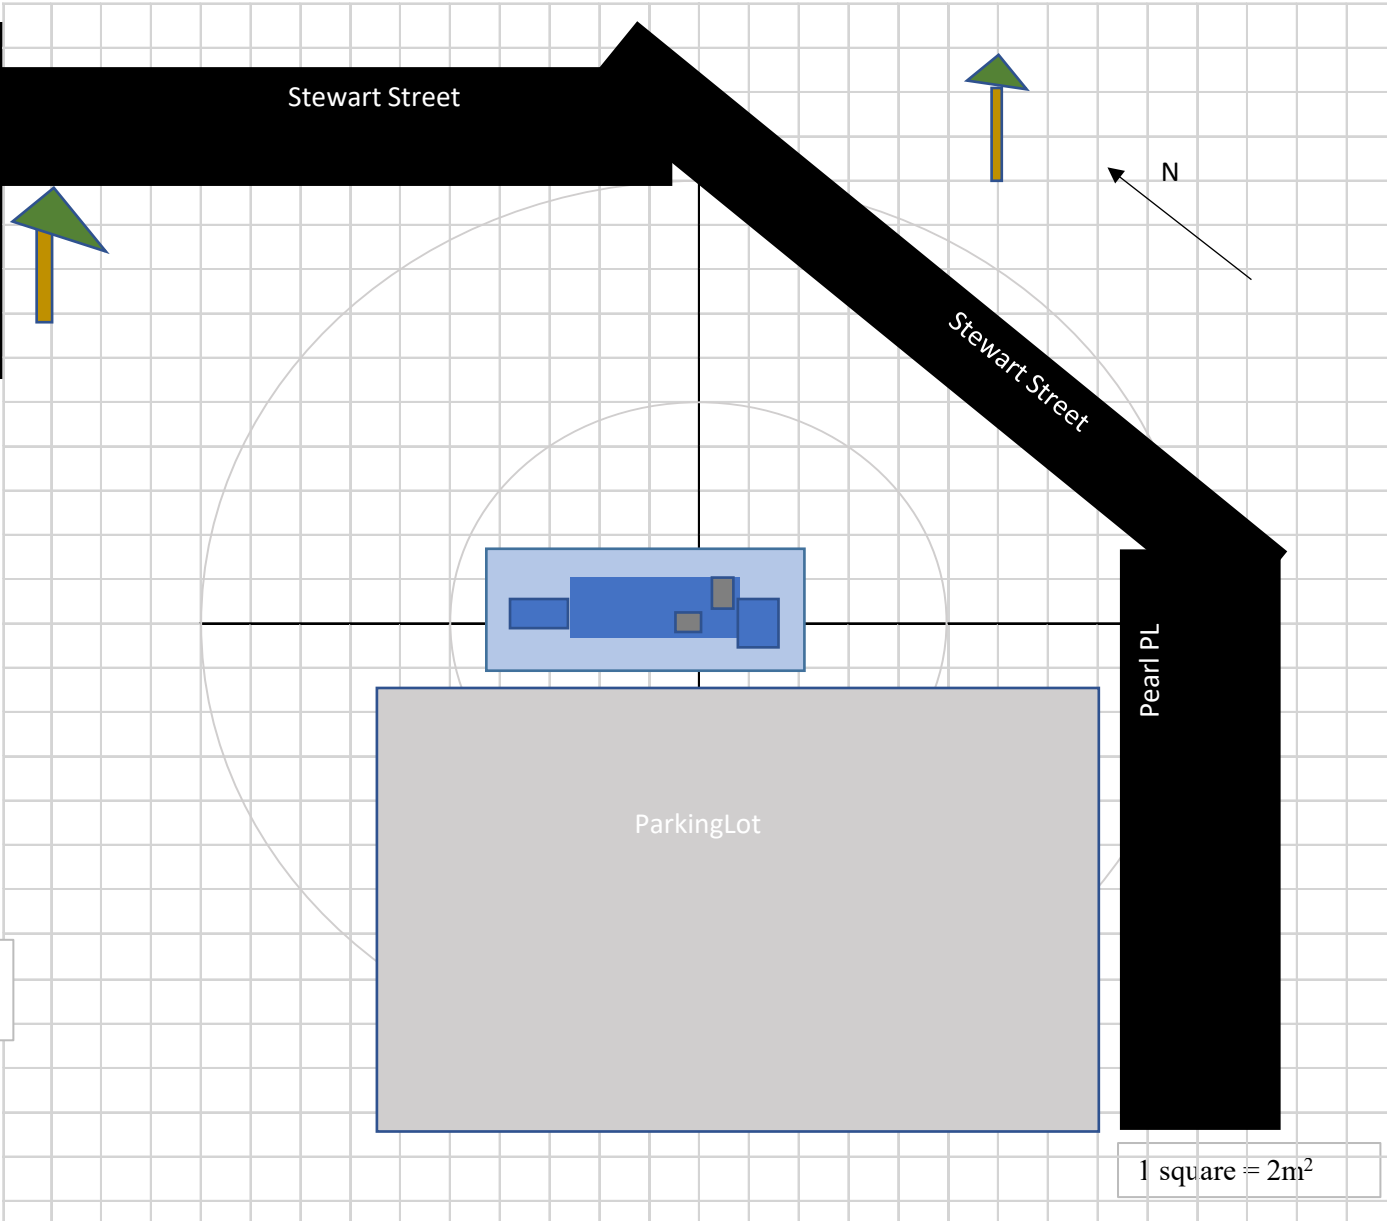 Stewart Street
N
Stewart Street
Pearl PL
ParkingLot
1 square = 2m²